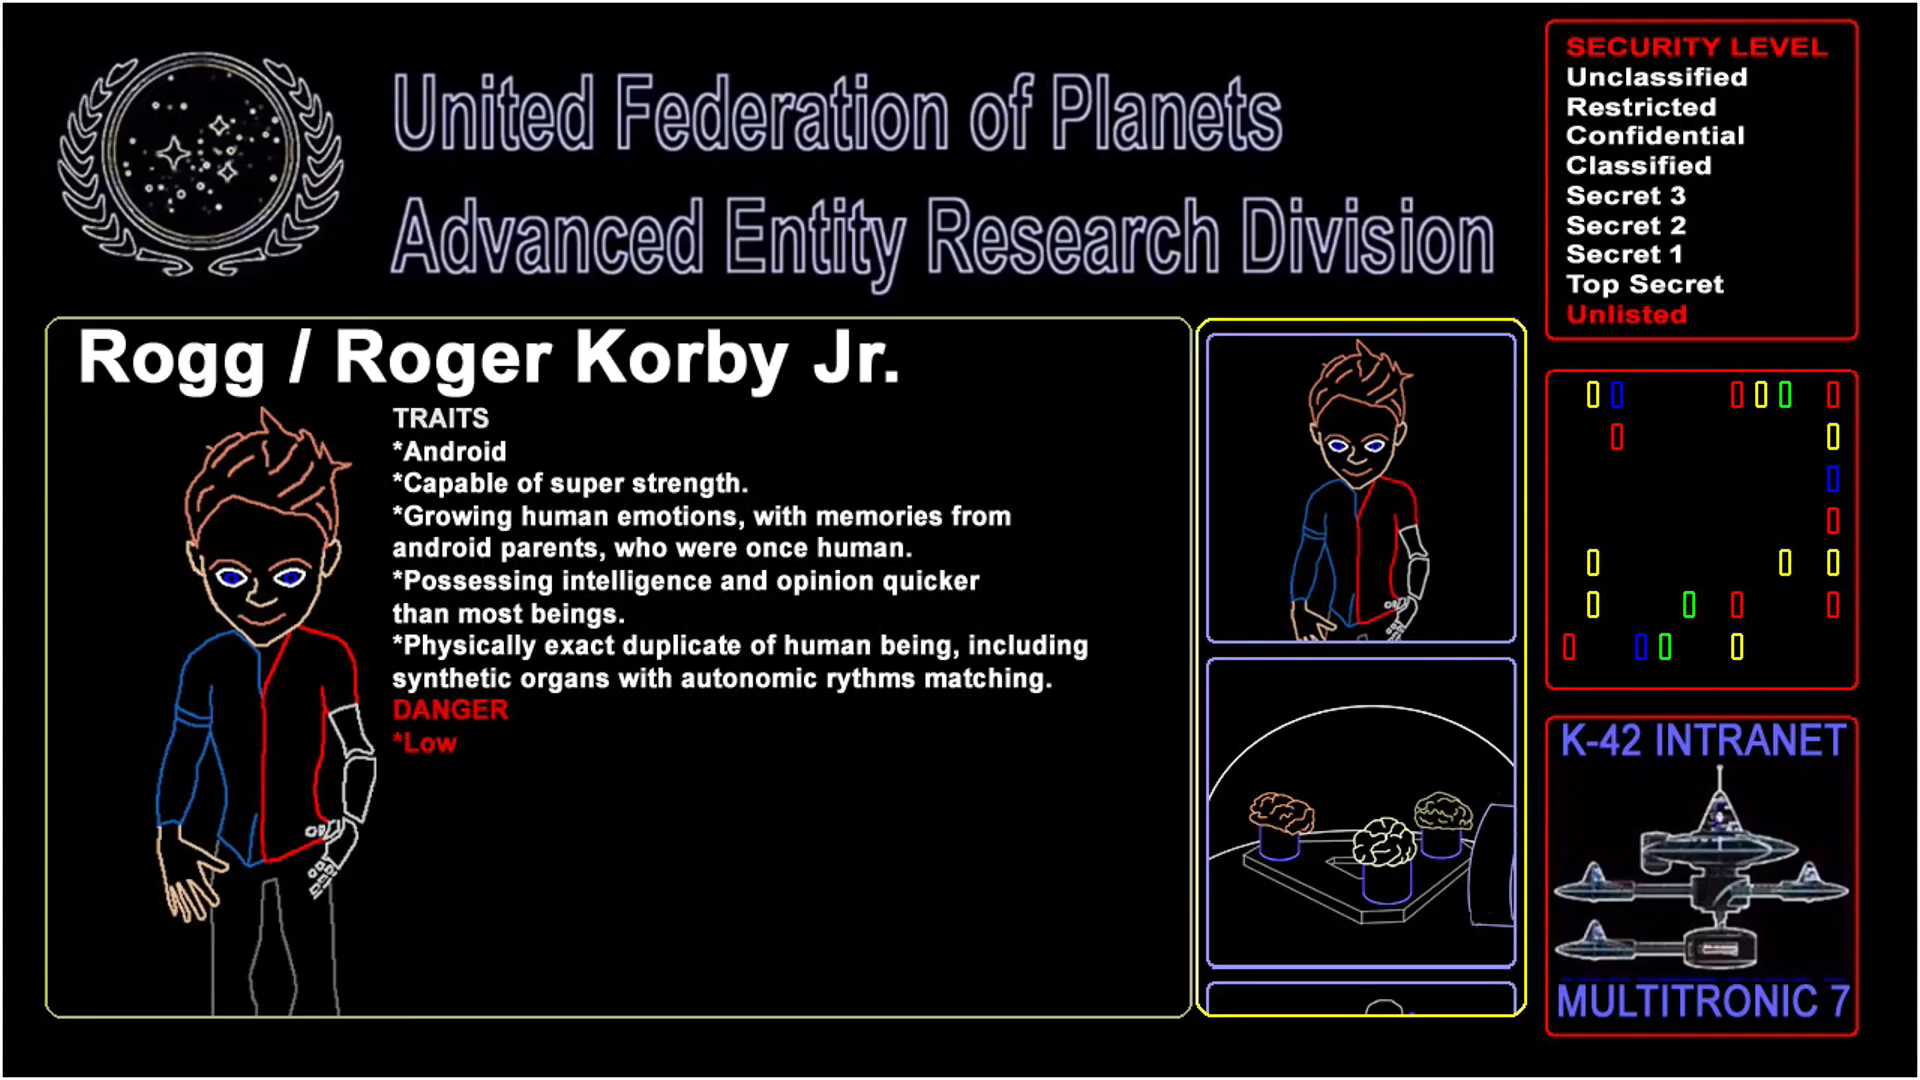 United Federation of Planets
Advanced Entity Research Division
SECURITY LEVEL
Unclassified
Restricted
Confidential
Classified
Secret 3
Secret 2
Secret 1
Top Secret
Unlisted
Rogg / Roger Korby Jr.
TRAITS
*Android
*Capable of super strength.
*Growing human emotions, with memories from
android parents, who were once human.
*Possessing intelligence and opinion quicker
than most beings.
*Physically exact duplicate of human being, including
synthetic organs with autonomic rythms matching.
DANGER
*Low
K-42 INTRANET
MULTITRONIC 7